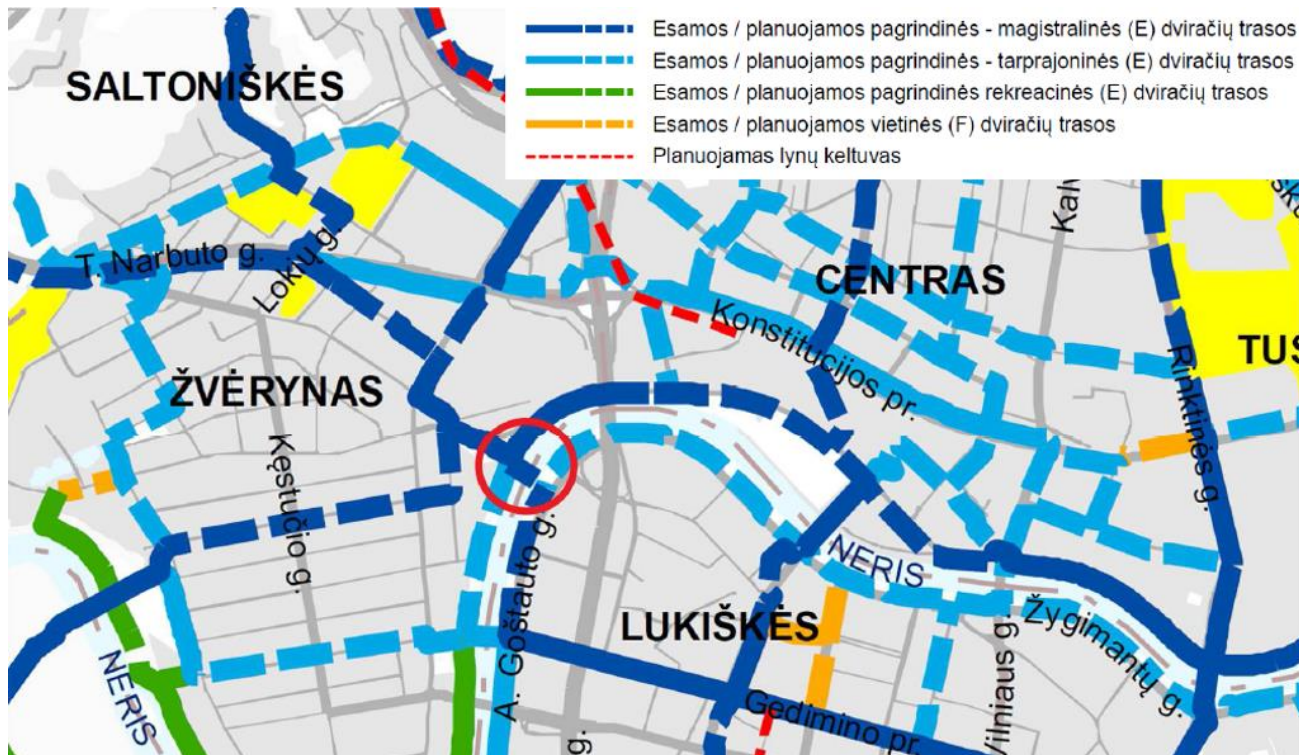 Esamos / planuojamos pagrindinės - magistralinės (E) dviračių trasos
Esamos / planuojamos pagrindinės - tarprajoninės (E) dviračių trasos
Esamos / planuojamos pagrindinės rekreacinės (E) dviračių trasos
Esamos / planuojamos vietinės (F) dviračių trasos
Planuojamas lynų keltuvas
SALTONIŠKĖS
Kalv
T. Narbuto g.
Lokių g.
CENTRAS
Konstitucijos pr.
TUS
Rinktinės g.
ŽVĖRYNAS
Kęstučio g.
A. Goštauto g.
NERIS
LUKIŠKĖS
Žygimantų g.
Vilniaus g.
NERIS
Gedimino pr.
g.